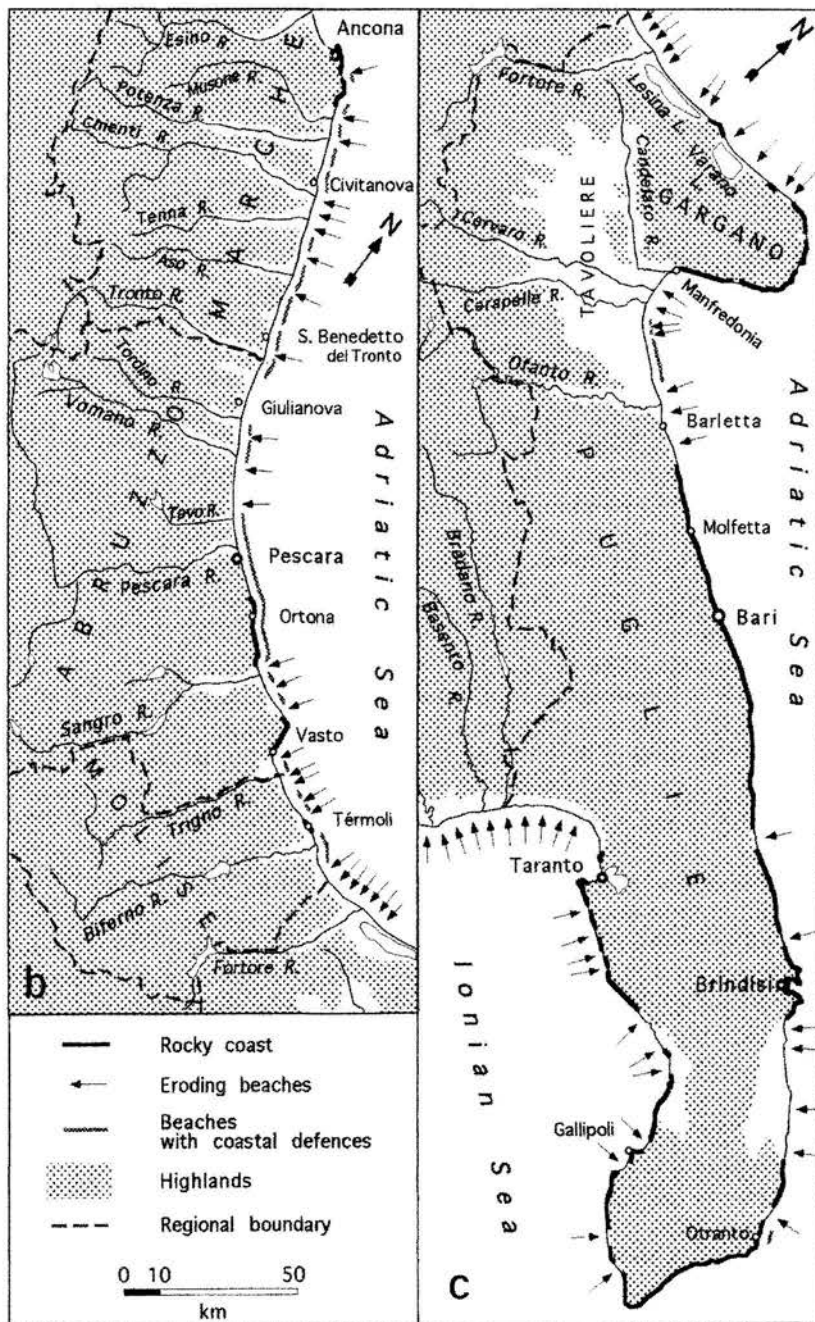 Ancona
Esino R.
Musone R.
Potenza R.
Chienti R.
Civitanova
Tenna R.
Aso R.
Tronto R.
MARCHE
N
S. Benedetto
del Tronto
Tordino R.
Giulianova
Vomano R.
Tavo R.
Pescara
Pescara R.
ABRUZZO
Ortona
Adriatic Sea
Sangro R.
Vasto
MOLISE
Trigno R.
Térmoli
Biferno R.
Fortore R.
b
Rocky coast
Eroding beaches
Beaches
with coastal defences
Highlands
Regional boundary
0 10 50
km
N
Fortore R.
Lesina L.
Varano L.
Candelaro R.
GARGANO
TAVOLIERE
Cervaro R.
Carapelle R.
Manfredonia
Ofanto R.
Barletta
Adriatic Sea
PUGLIE
Molfetta
Bradano R.
Basento R.
Bari
Taranto
Brindisi
Ionian Sea
Gallipoli
Otranto
c